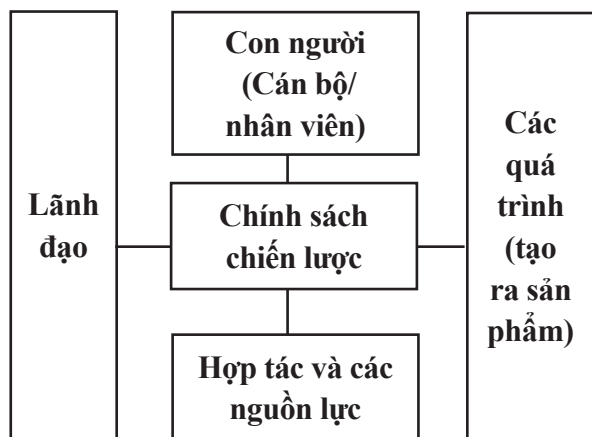 Lãnh
đạo
Con người
(Cán bộ/
nhân viên)
Chính sách
chiến lược
Hợp tác và các
nguồn lực
Các
quá
trình
(tạo
ra sản
phẩm)